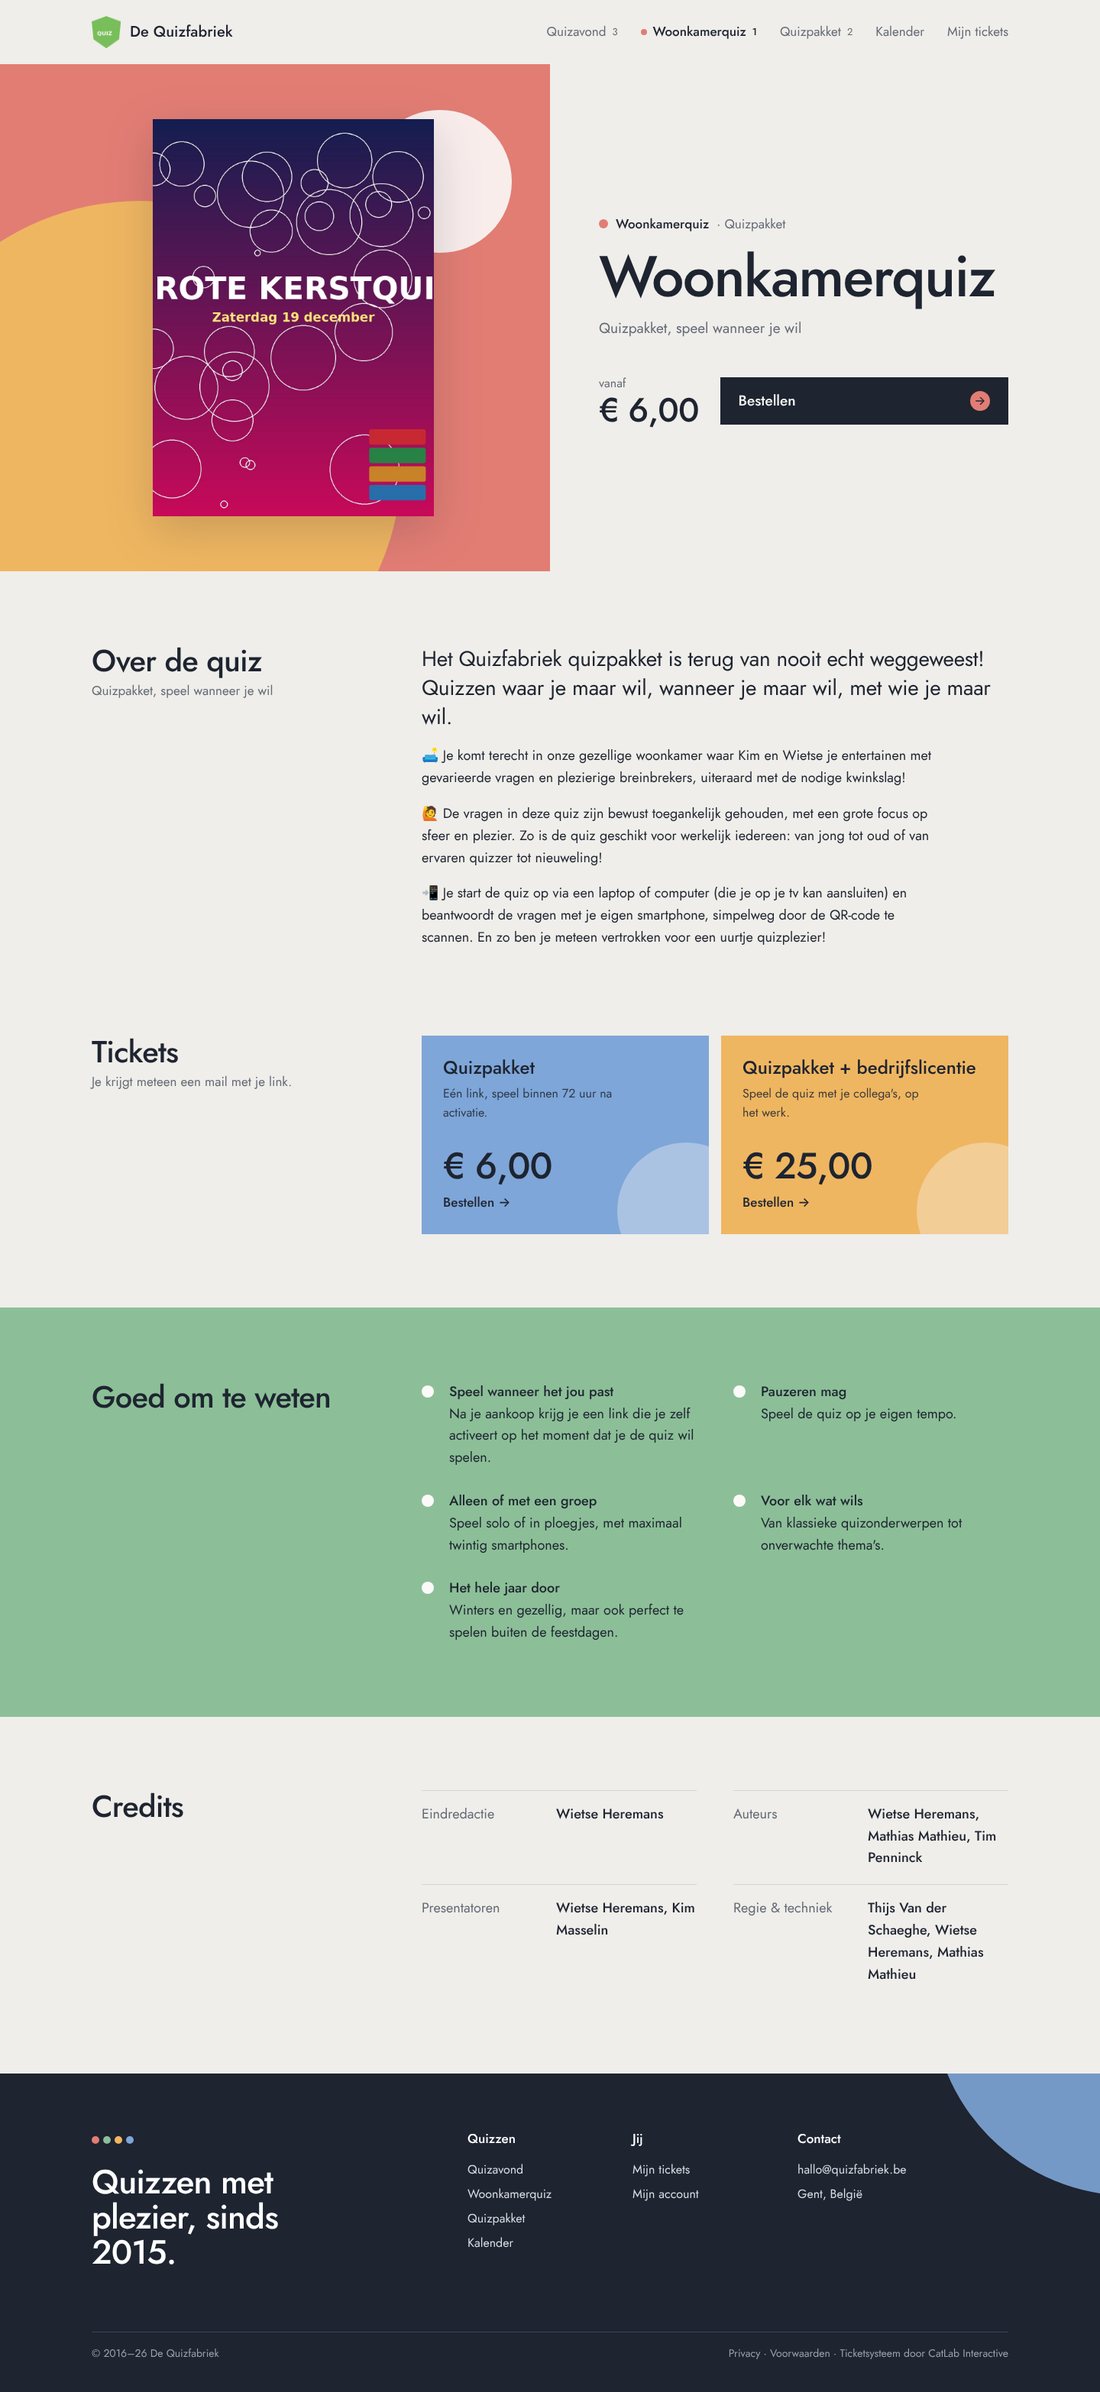 QUIZ
De Quizfabriek
Quizavond 3
Woonkamerquiz 1
Quizpakket 2
Kalender
Mijn tickets
ROTE KERSTQUI
Zaterdag 19 december
Woonkamerquiz · Quizpakket
Woonkamerquiz
Quizpakket, speel wanneer je wil
vanaf
€ 6,00
Bestellen →
Over de quiz
Quizpakket, speel wanneer je wil
Het Quizfabriek quizpakket is terug van nooit echt weggeweest!
Quizzen waar je maar wil, wanneer je maar wil, met wie je maar
wil.
🛋️ Je komt terecht in onze gezellige woonkamer waar Kim en Wietse je entertainen met
gevarieerde vragen en plezierige breinbrekers, uiteraard met de nodige kwinkslag!
🙋 De vragen in deze quiz zijn bewust toegankelijk gehouden, met een grote focus op
sfeer en plezier. Zo is de quiz geschikt voor werkelijk iedereen: van jong tot oud of van
ervaren quizzer tot nieuweling!
📲 Je start de quiz op via een laptop of computer (die je op je tv kan aansluiten) en
beantwoordt de vragen met je eigen smartphone, simpelweg door de QR-code te
scannen. En zo ben je meteen vertrokken voor een uurtje quizplezier!
Tickets
Je krijgt meteen een mail met je link.
Quizpakket
Eén link, speel binnen 72 uur na
activatie.
€ 6,00
Bestellen →
Quizpakket + bedrijfslicentie
Speel de quiz met je collega's, op
het werk.
€ 25,00
Bestellen →
Goed om te weten
Speel wanneer het jou past
Na je aankoop krijg je een link die je zelf
activeert op het moment dat je de quiz wil
spelen.
Pauzeren mag
Speel de quiz op je eigen tempo.
Alleen of met een groep
Speel solo of in ploegjes, met maximaal
twintig smartphones.
Voor elk wat wils
Van klassieke quizonderwerpen tot
onverwachte thema's.
Het hele jaar door
Winters en gezellig, maar ook perfect te
spelen buiten de feestdagen.
Credits
Eindredactie
Wietse Heremans
Auteurs
Wietse Heremans,
Mathias Mathieu, Tim
Penninck
Presentatoren
Wietse Heremans, Kim
Masselin
Regie & techniek
Thijs Van der
Schaeghe, Wietse
Heremans, Mathias
Mathieu
Quizzen met
plezier, sinds
2015.
Quizzen
Quizavond
Woonkamerquiz
Quizpakket
Kalender
Jij
Mijn tickets
Mijn account
Contact
hallo@quizfabriek.be
Gent, België
© 2016–26 De Quizfabriek
Privacy · Voorwaarden · Ticketsysteem door CatLab Interactive